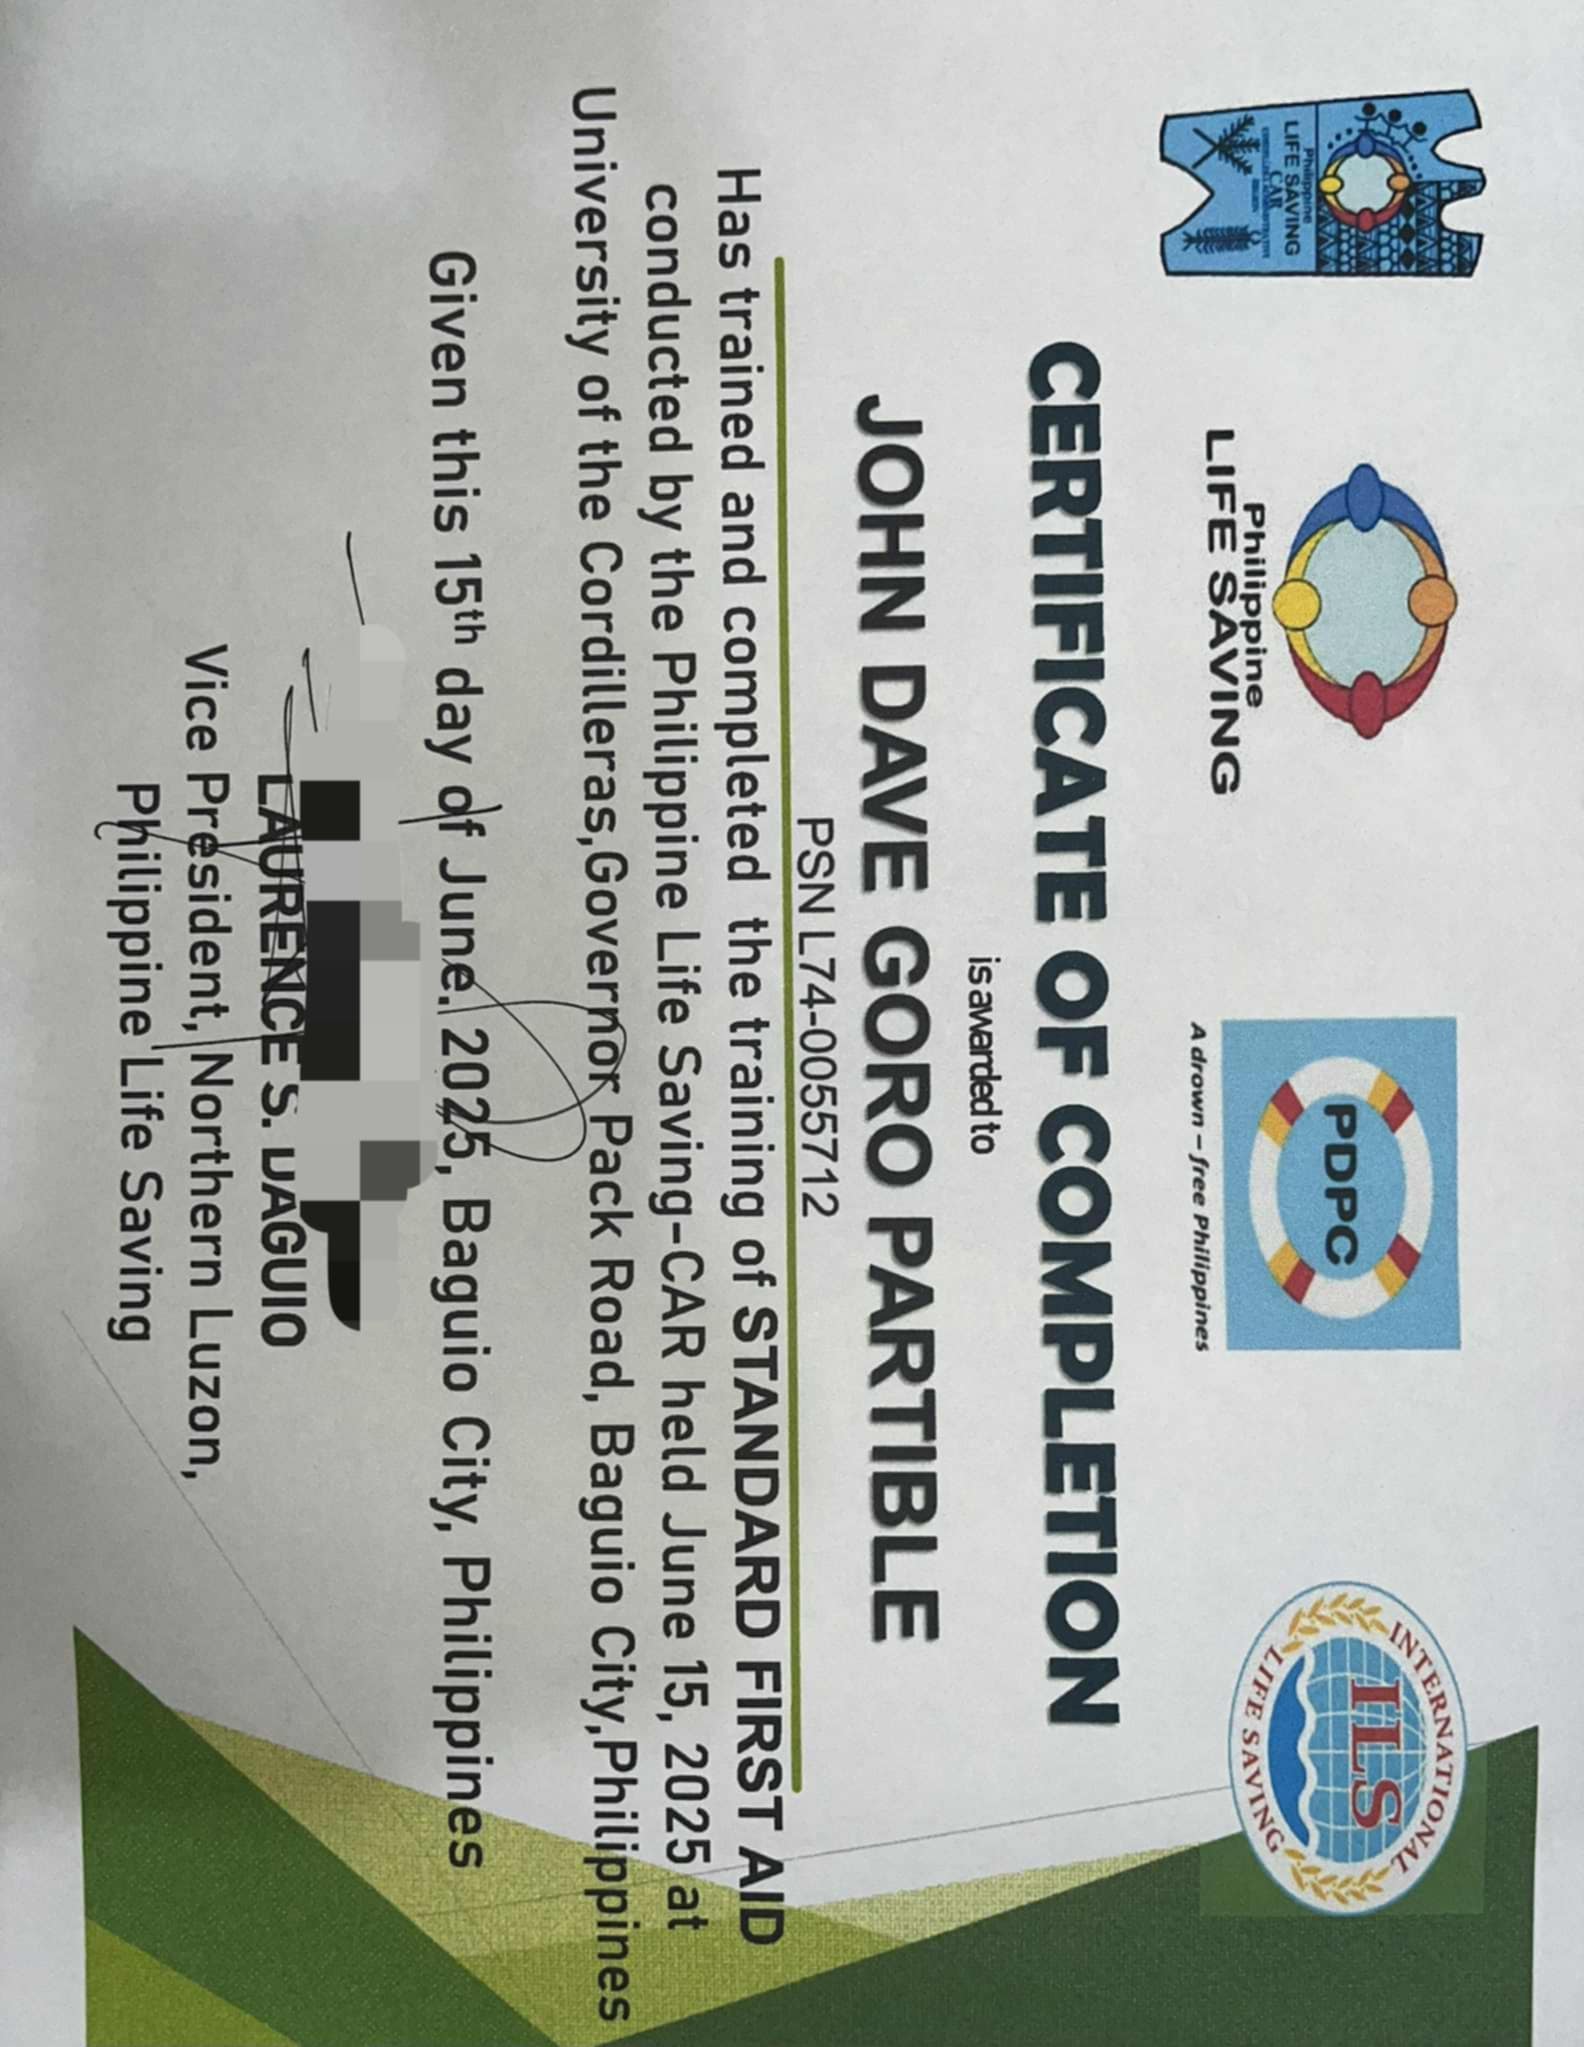 Philippine
LIFE SAVING
CAR
CORDILLERA ADMINISTRATIVE
REGION
Philippine
LIFE SAVING
PDPC
A drown – free Philippines
INTERNATIONAL
ILS
LIFE SAVING
CERTIFICATE OF COMPLETION
is awarded to
JOHN DAVE GORO PARTIBLE
PSN L74-0055712
Has trained and completed the training of STANDARD FIRST AID
conducted by the Philippine Life Saving-CAR held June 15, 2025 at
University of the Cordilleras,Governor Pack Road, Baguio City,Philippines
Given this 15th day of June, 2025, Baguio City, Philippines
LAURENCE S. DAGUIO
Vice President, Northern Luzon,
Philippine Life Saving